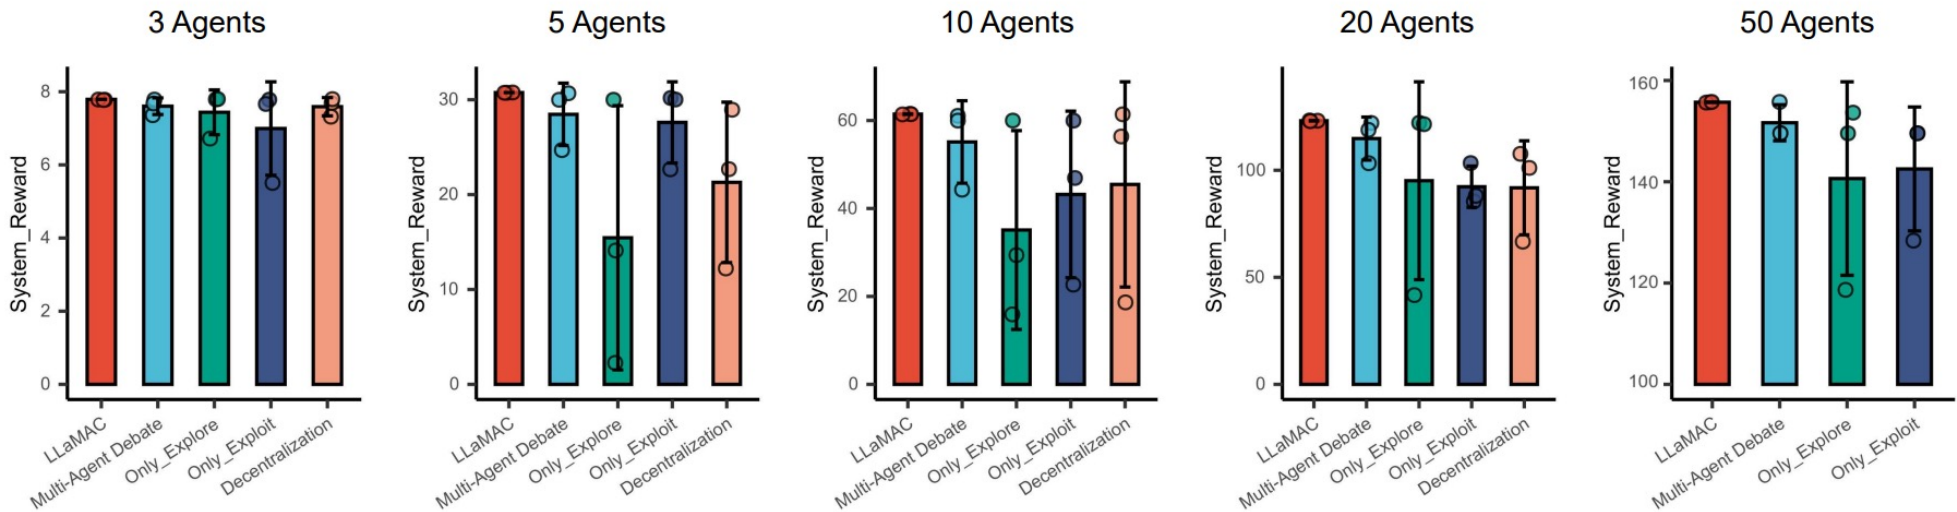 3 Agents
System_Reward
8
6
4
2
0
LLaMAC
Multi-Agent Debate
Only_Explore
Only_Exploit
Decentralization
5 Agents
System_Reward
30
20
10
0
LLaMAC
Multi-Agent Debate
Only_Explore
Only_Exploit
Decentralization
10 Agents
System_Reward
60
40
20
0
LLaMAC
Multi-Agent Debate
Only_Explore
Only_Exploit
Decentralization
20 Agents
System_Reward
100
50
0
LLaMAC
Multi-Agent Debate
Only_Explore
Only_Exploit
Decentralization
50 Agents
System_Reward
160
140
120
100
LLaMAC
Multi-Agent Debate
Only_Explore
Only_Exploit